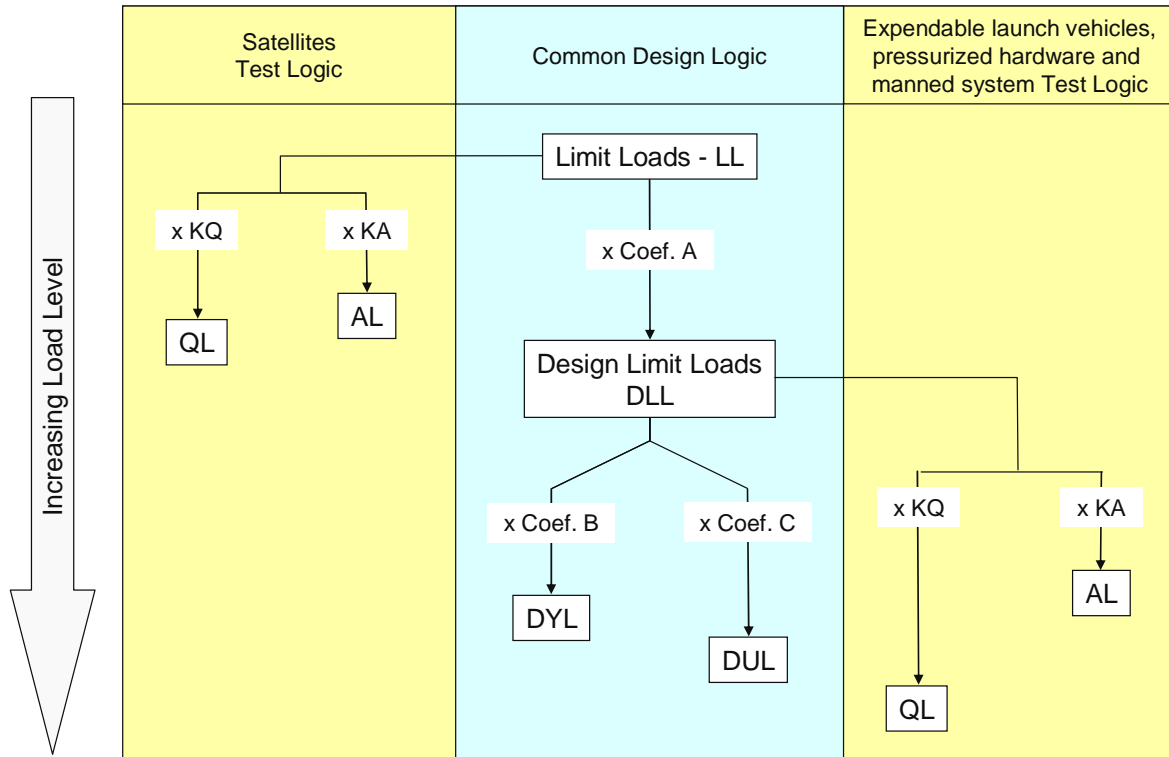 Satellites
Test Logic
Common Design Logic
Expendable launch vehicles,
pressurized hardware and
manned system Test Logic
Increasing Load Level
Limit Loads - LL
x KQ
x KA
x Coef. A
QL
AL
Design Limit Loads
DLL
x Coef. B
x Coef. C
x KQ
x KA
DYL
DUL
AL
QL